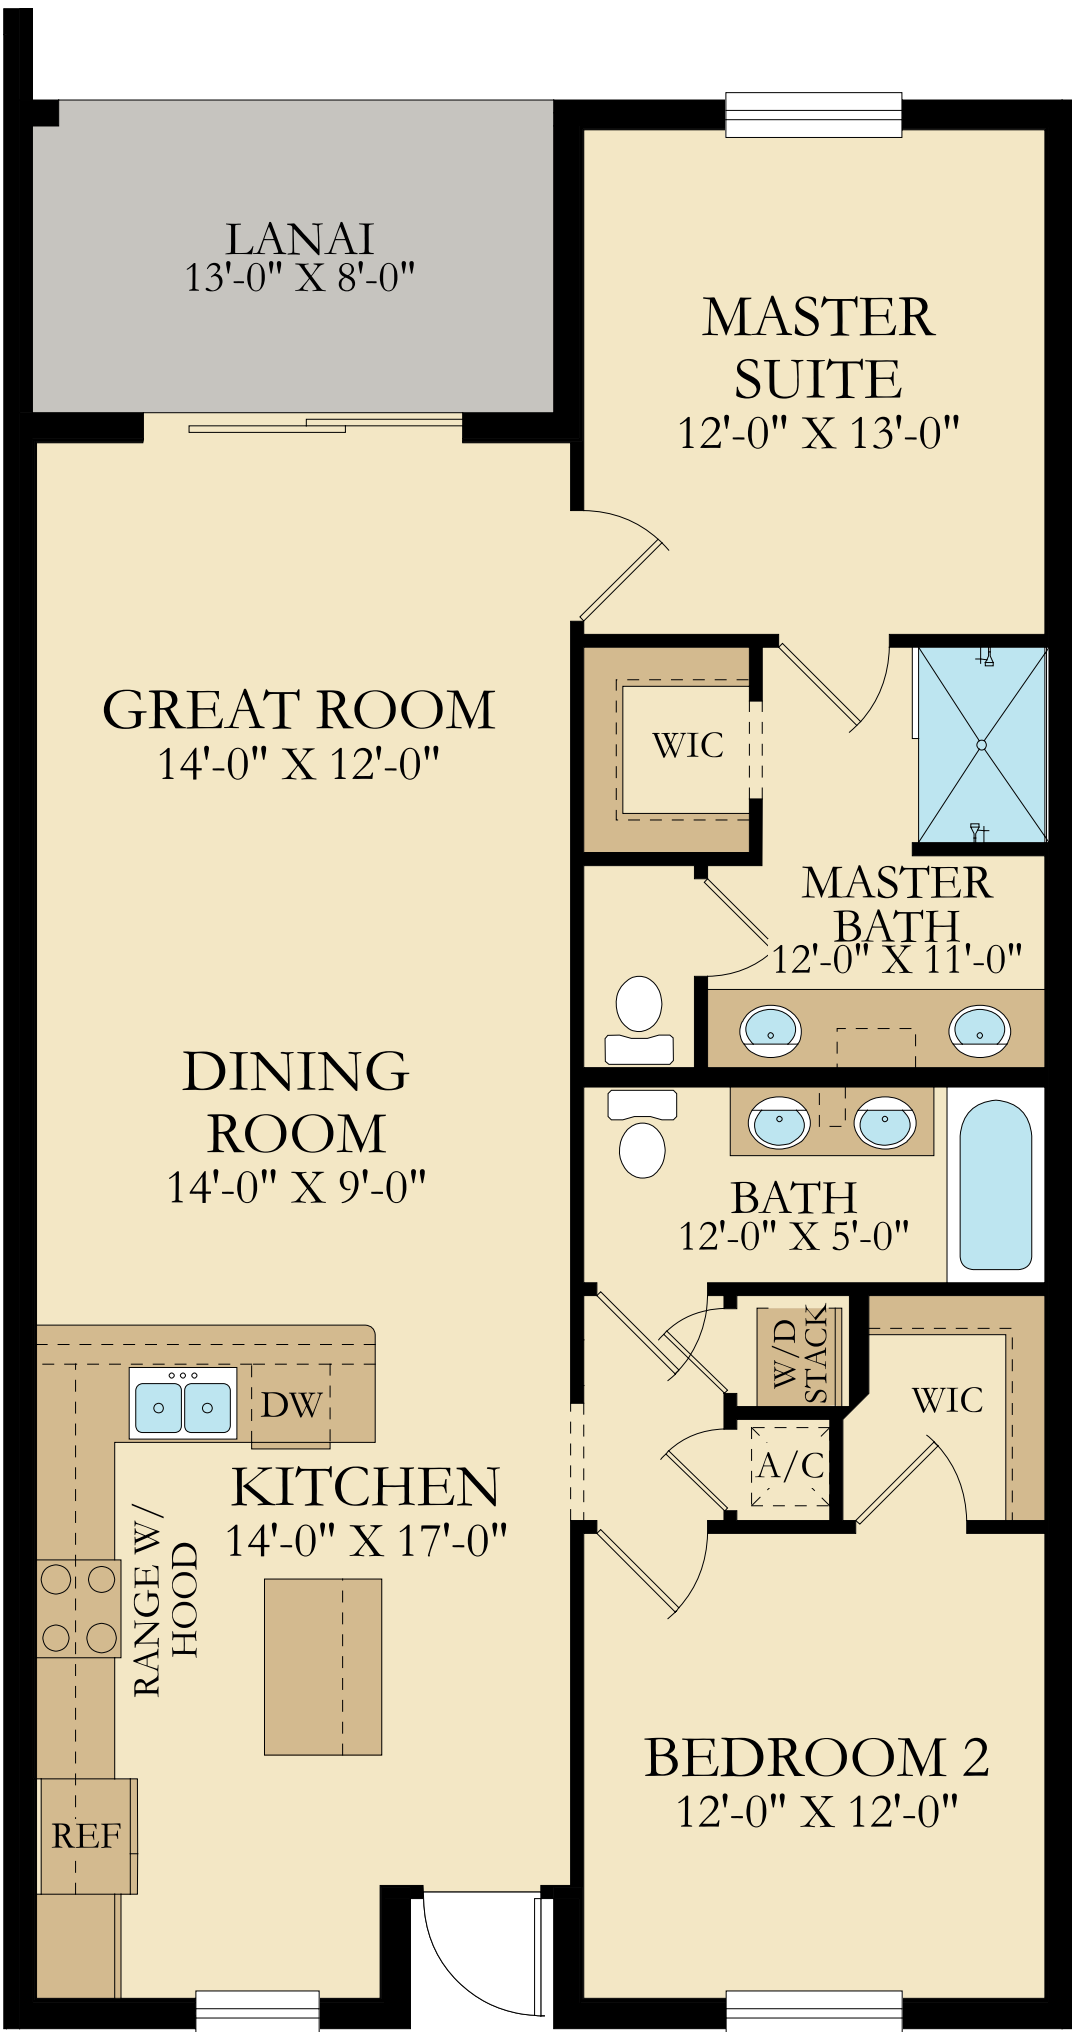 LANAI
13'-0" X 8'-0"
MASTER
SUITE
12'-0" X 13'-0"
GREAT ROOM
14'-0" X 12'-0"
WIC
MASTER
BATH
12'-0" X 11'-0"
DINING
ROOM
14'-0" X 9'-0"
BATH
12'-0" X 5'-0"
W/D
STACK
WIC
DW
A/C
KITCHEN
14'-0" X 17'-0"
RANGE W/
HOOD
BEDROOM 2
12'-0" X 12'-0"
REF